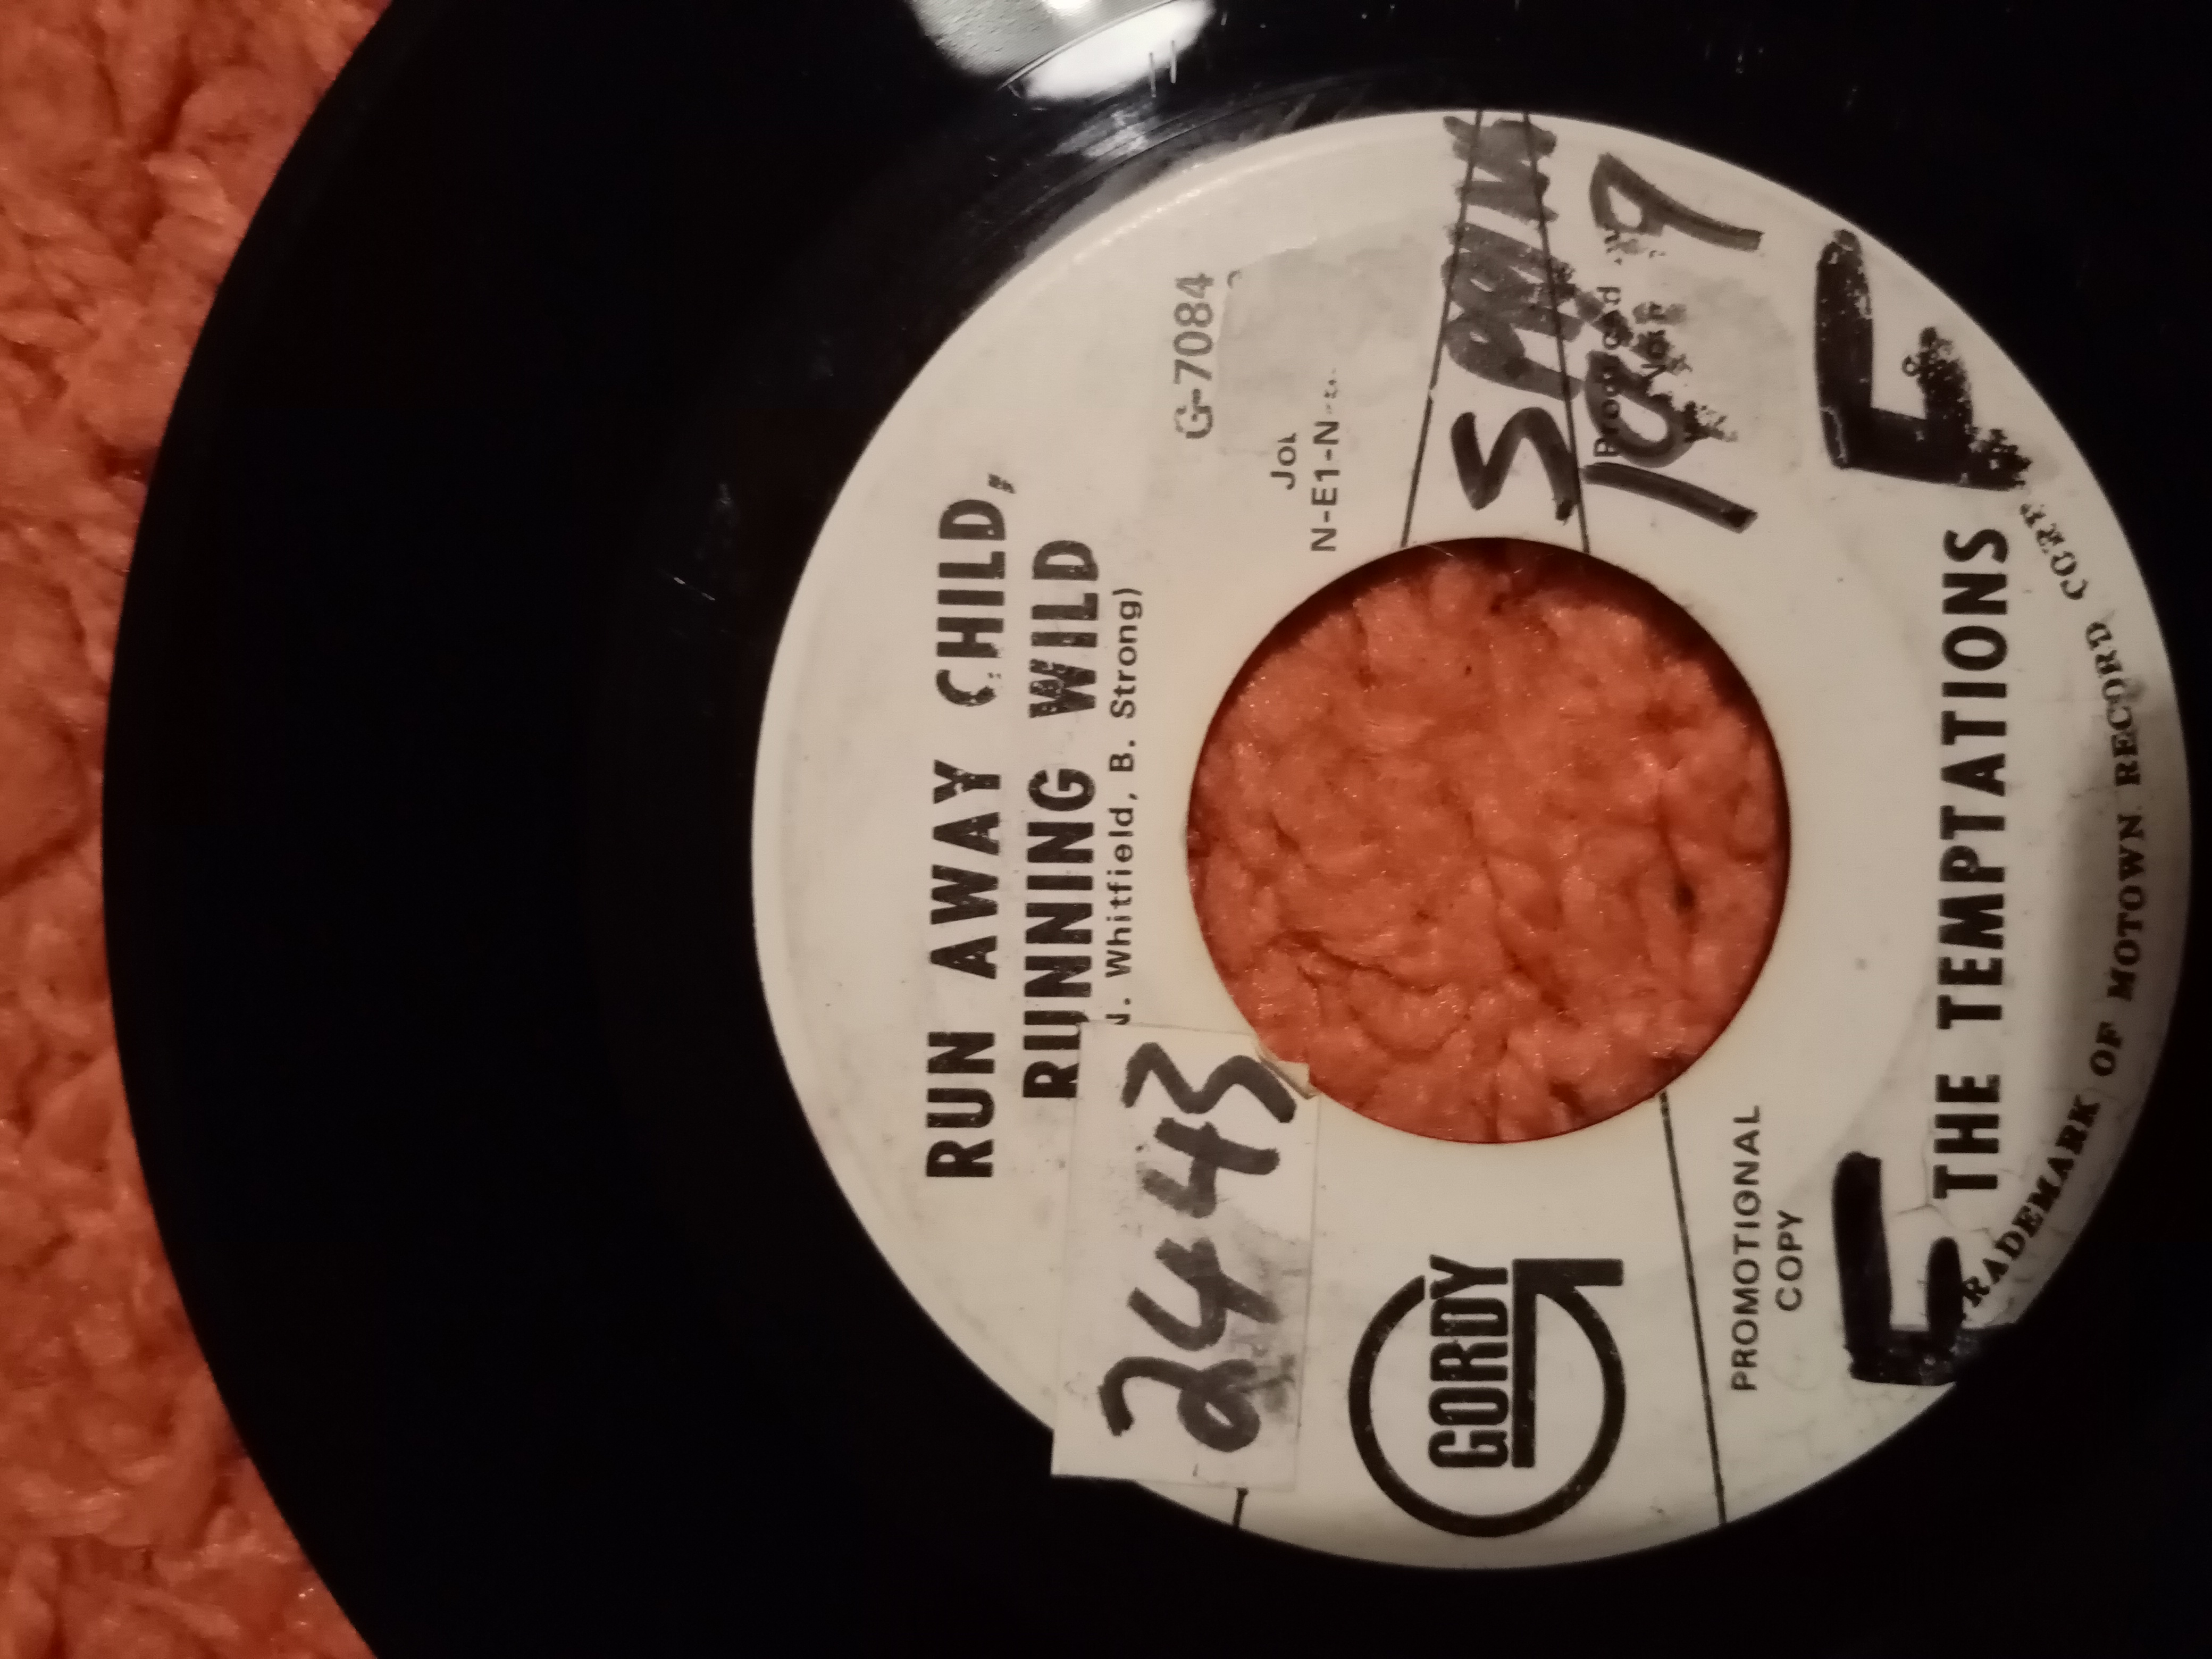 RUN AWAY CHILD,
RUNNING WILD
. Whitfield, B. Strong)
2443
G-7084
N-E1-N
GORDY
PROMOTIONAL
COPY
THE TEMPTATIONS
TRADEMARK OF MOTOWN RECORD CORP